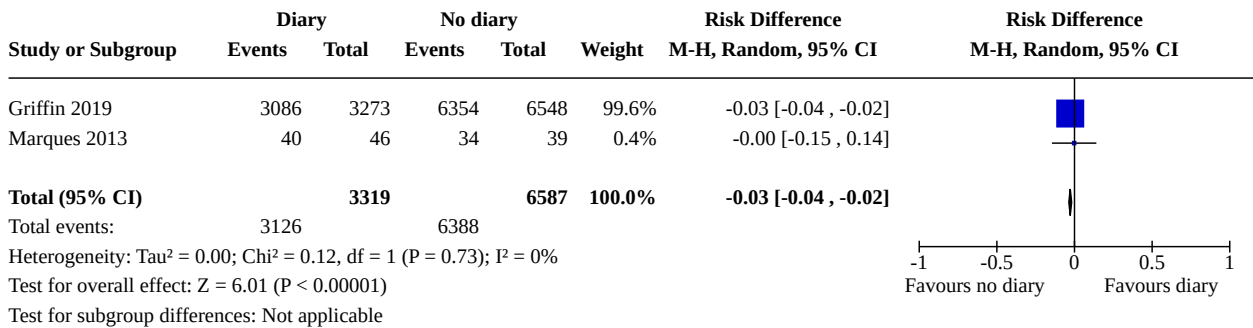 Diary No diary Risk Difference Risk Difference
Study or Subgroup Events Total Events Total Weight M-H, Random, 95% CI M-H, Random, 95% CI
Griffin 2019 3086 3273 6354 6548 99.6% -0.03 [-0.04 , -0.02]
Marques 2013 40 46 34 39 0.4% -0.00 [-0.15 , 0.14]
Total (95% CI) 3319 6587 100.0% -0.03 [-0.04 , -0.02]
Total events: 3126 6388
Heterogeneity: Tau² = 0.00; Chi² = 0.12, df = 1 (P = 0.73); I² = 0%
Test for overall effect: Z = 6.01 (P < 0.00001)
Test for subgroup differences: Not applicable
-1 -0.5 0 0.5 1
Favours no diary Favours diary